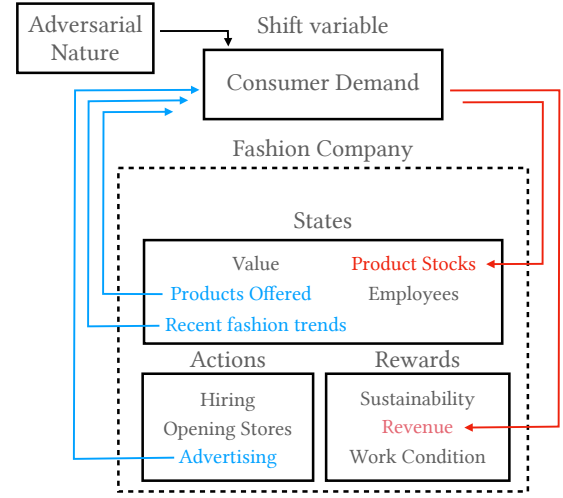 Adversarial
Nature
Shift variable
Consumer Demand
Fashion Company
States
Value
Product Stocks
Products Offered
Employees
Recent fashion trends
Actions
Rewards
Hiring
Opening Stores
Advertising
Sustainability
Revenue
Work Condition